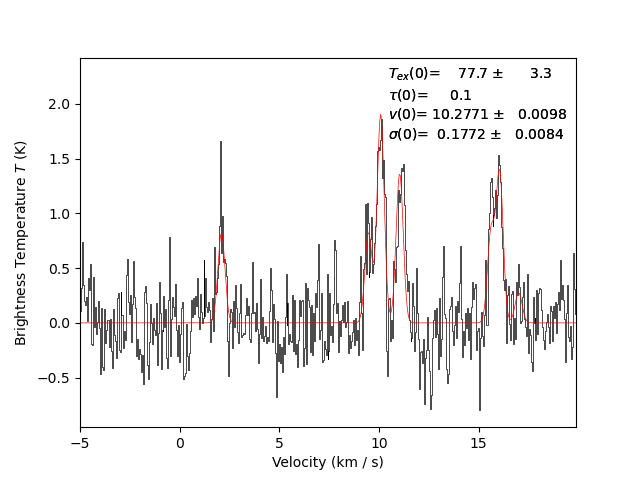 T_ex(0)= 77.7 ± 3.3
τ(0)= 0.1
v(0)= 10.2771 ± 0.0098
σ(0)= 0.1772 ± 0.0084
2.0
1.5
1.0
0.5
0.0
−0.5
Brightness Temperature T (K)
−5 0 5 10 15
Velocity (km / s)